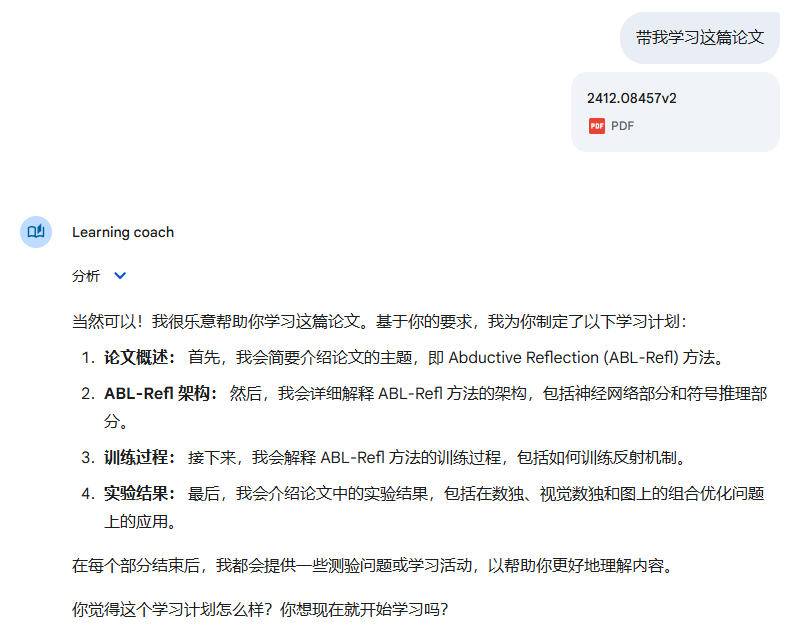 带我学习这篇论文
2412.08457v2
PDF PDF
Learning coach
分析
当然可以！我很乐意帮助你学习这篇论文。基于你的要求，我为你制定了以下学习计划：
1. 论文概述： 首先，我会简要介绍论文的主题，即 Abductive Reflection (ABL-Refl) 方法。
2. ABL-Refl 架构： 然后，我会详细解释 ABL-Refl 方法的架构，包括神经网络部分和符号推理部
分。
3. 训练过程： 接下来，我会解释 ABL-Refl 方法的训练过程，包括如何训练反射机制。
4. 实验结果： 最后，我会介绍论文中的实验结果，包括在数独、视觉数独和图上的组合优化问题
上的应用。
在每个部分结束后，我都会提供一些测验问题或学习活动，以帮助你更好地理解内容。
你觉得这个学习计划怎么样？你想现在就开始学习吗？